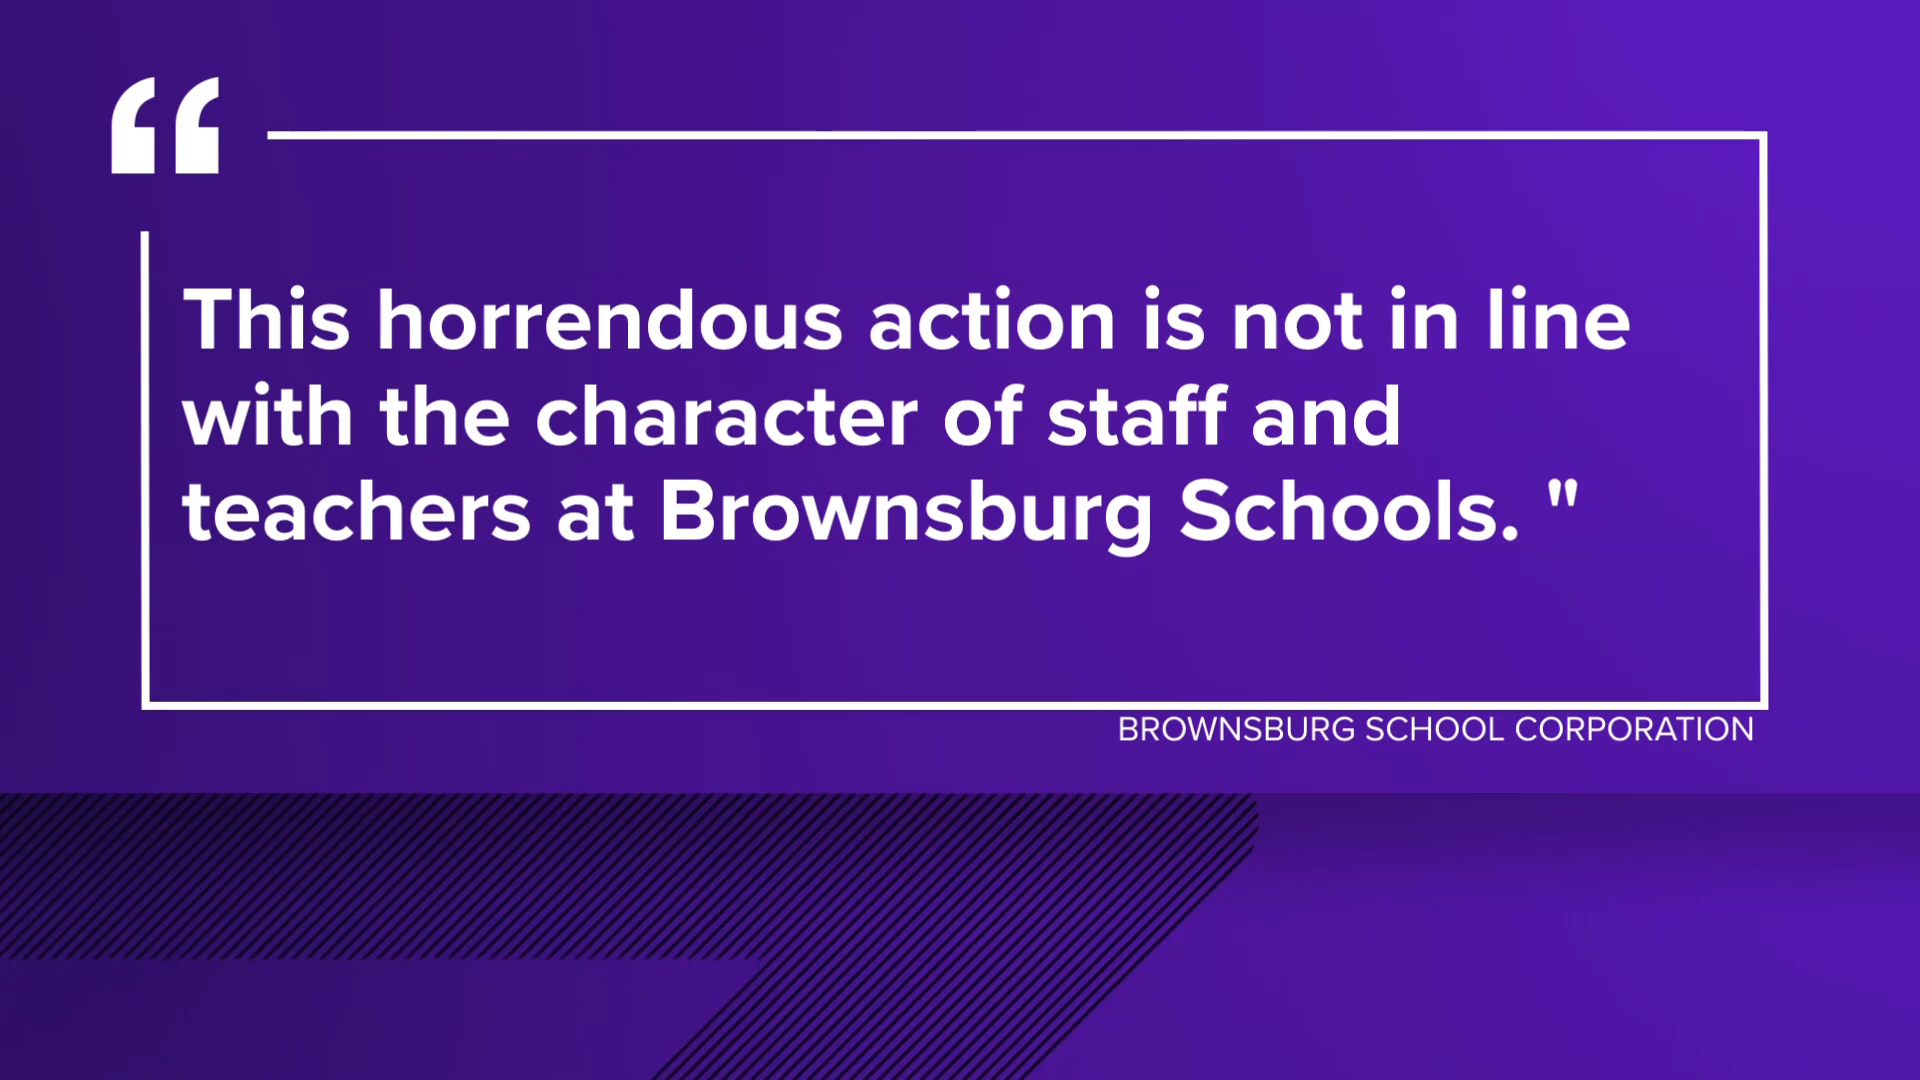 “
This horrendous action is not in line
with the character of staff and
teachers at Brownsburg Schools. "
BROWNSBURG SCHOOL CORPORATION